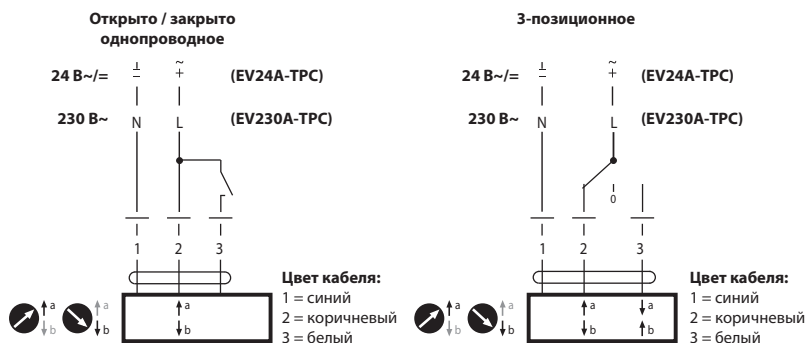 Открыто / закрыто
однопроводное
24 В~/=
⊥
–
~
+
(EV24A-TPC)
230 В~
N
L
(EV230A-TPC)
1
2
3
a
b
a
b
a
b
Цвет кабеля:
1 = синий
2 = коричневый
3 = белый
3-позиционное
24 В~/=
⊥
–
~
+
(EV24A-TPC)
230 В~
N
L
(EV230A-TPC)
0
1
2
3
a
b
a
b
a
b
a
b
Цвет кабеля:
1 = синий
2 = коричневый
3 = белый